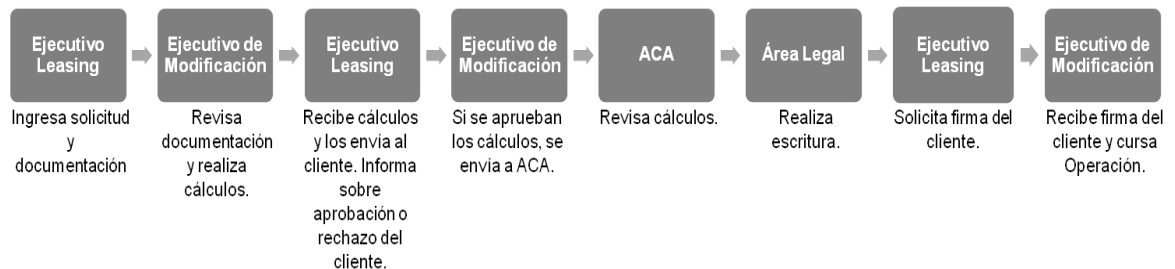 Ejecutivo
Leasing
Ingresa solicitud
y
documentación
Ejecutivo de
Modificación
Revisa
documentación
y realiza
cálculos.
Ejecutivo
Leasing
Recibe cálculos
y los envía al
cliente. Informa
sobre
aprobación o
rechazo del
cliente.
Ejecutivo de
Modificación
Si se aprueban
los cálculos, se
envía a ACA.
ACA
Revisa cálculos.
Área Legal
Realiza
escritura.
Ejecutivo
Leasing
Solicita firma del
cliente.
Ejecutivo de
Modificación
Recibe firma del
cliente y cursa
Operación.